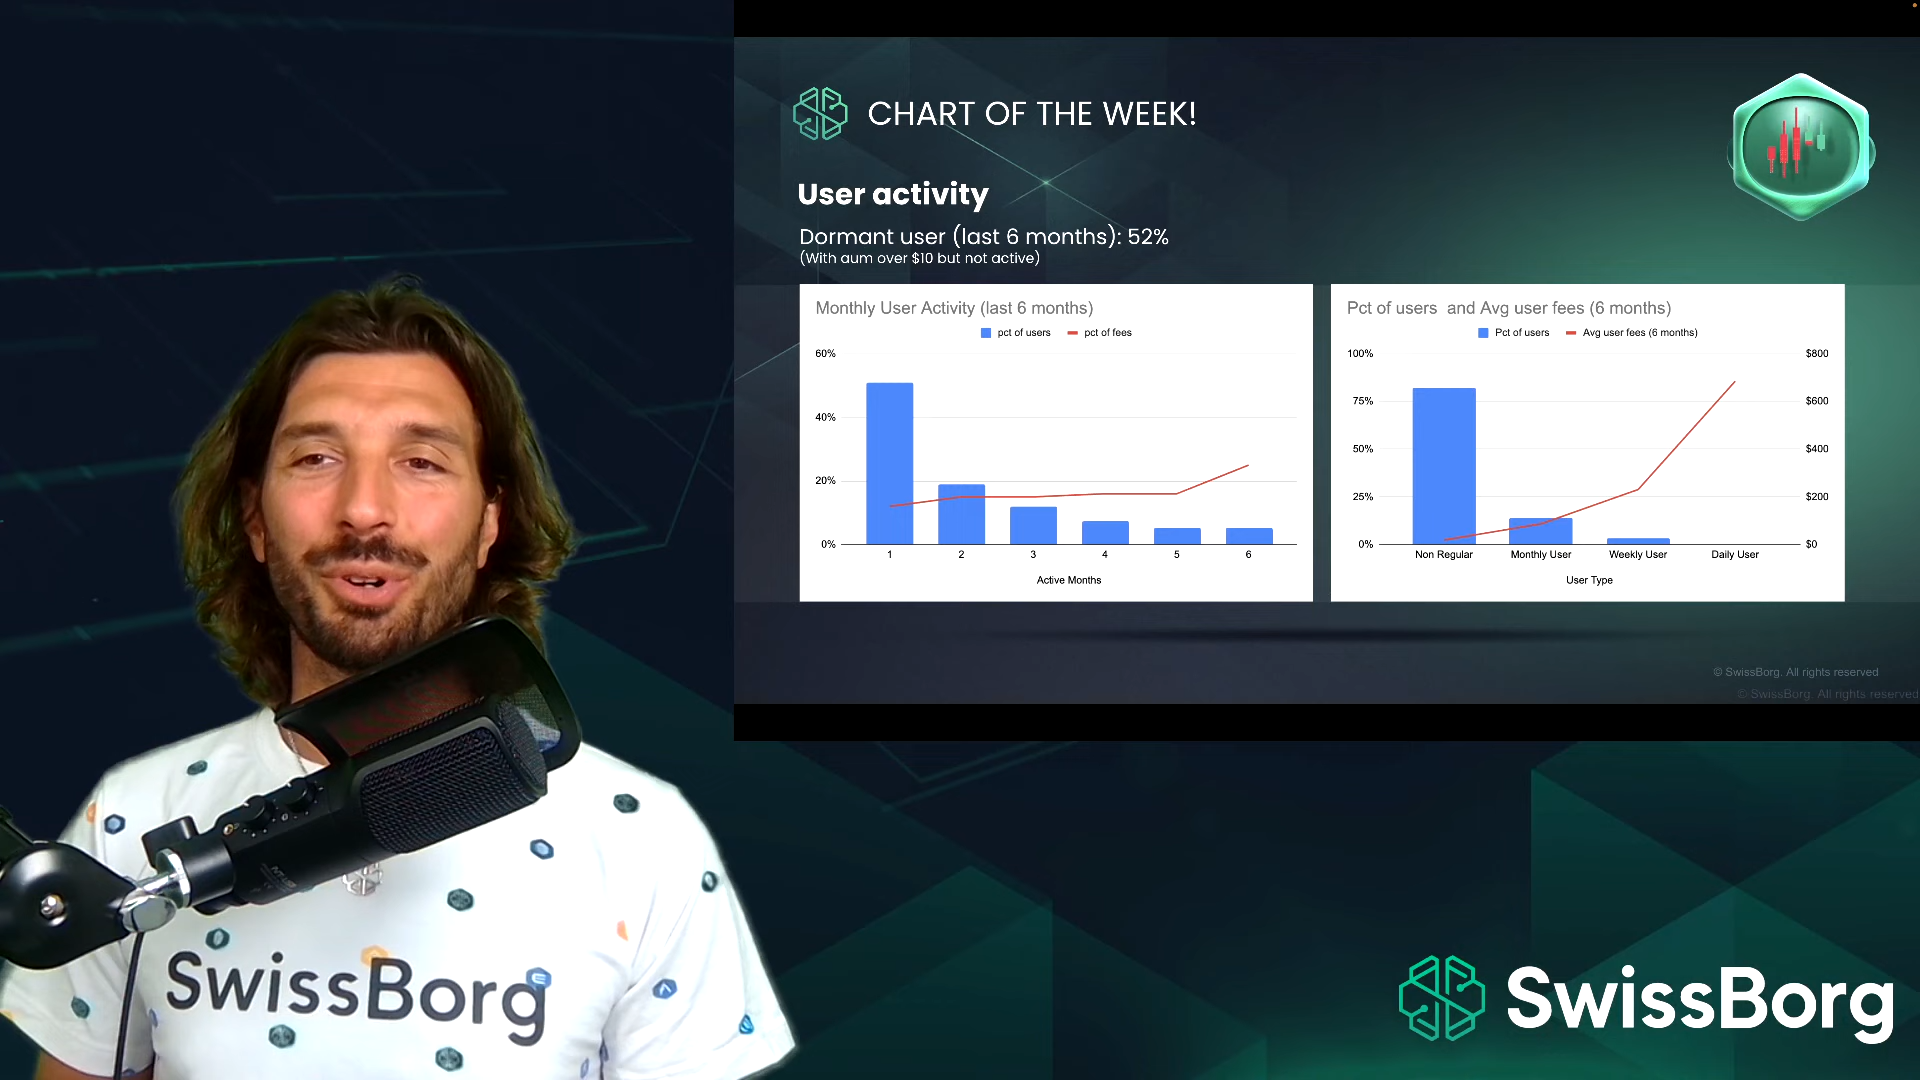 CHART OF THE WEEK!
User activity
Dormant user (last 6 months): 52%
(With aum over $10 but not active)
Monthly User Activity (last 6 months)
pct of users pct of fees
60%
40%
20%
0%
1 2 3 4 5 6
Active Months
Pct of users and Avg user fees (6 months)
Pct of users Avg user fees (6 months)
100% $800
75% $600
50% $400
25% $200
0% $0
Non Regular Monthly User Weekly User Daily User
User Type
© SwissBorg. All rights reserved
© SwissBorg. All rights reserved
SwissBorg
SwissBorg